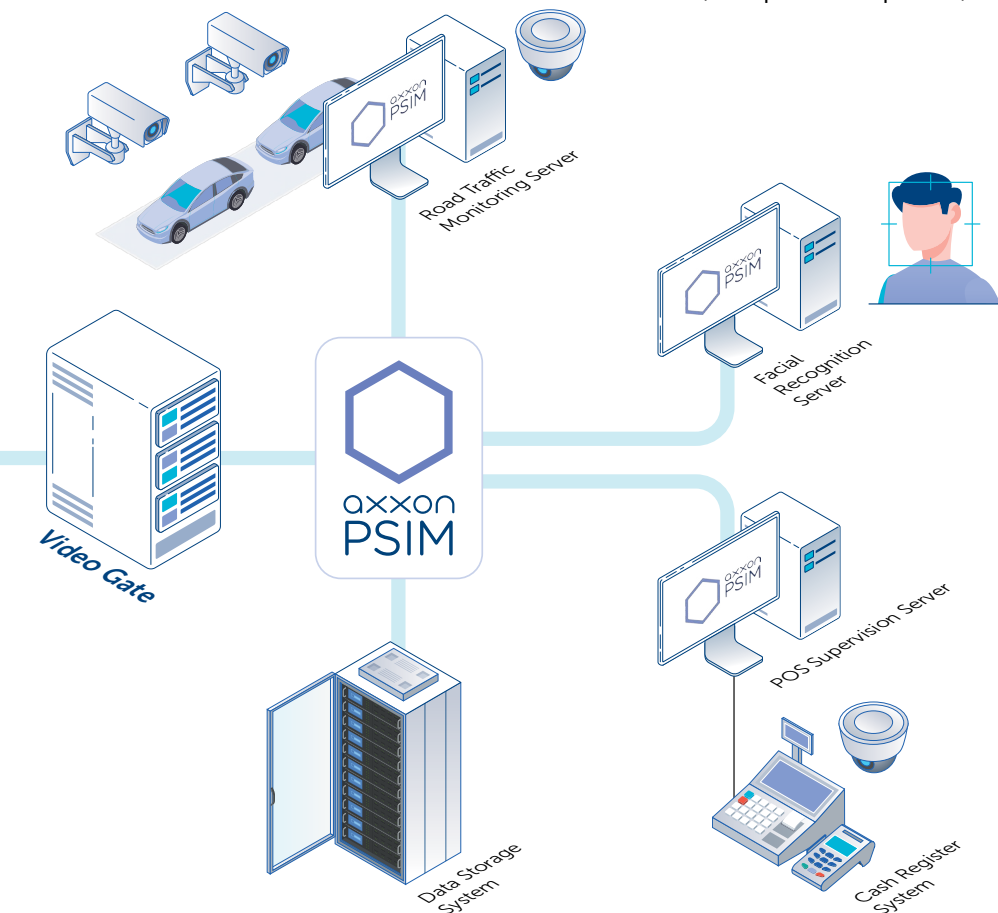 axxon
PSIM
Road Traffic
Monitoring Server
axxon
PSIM
Facial
Recognition
Server
Video Gate
axxon
PSIM
axxon
PSIM
POS Supervision Server
Data Storage
System
Cash Register
System